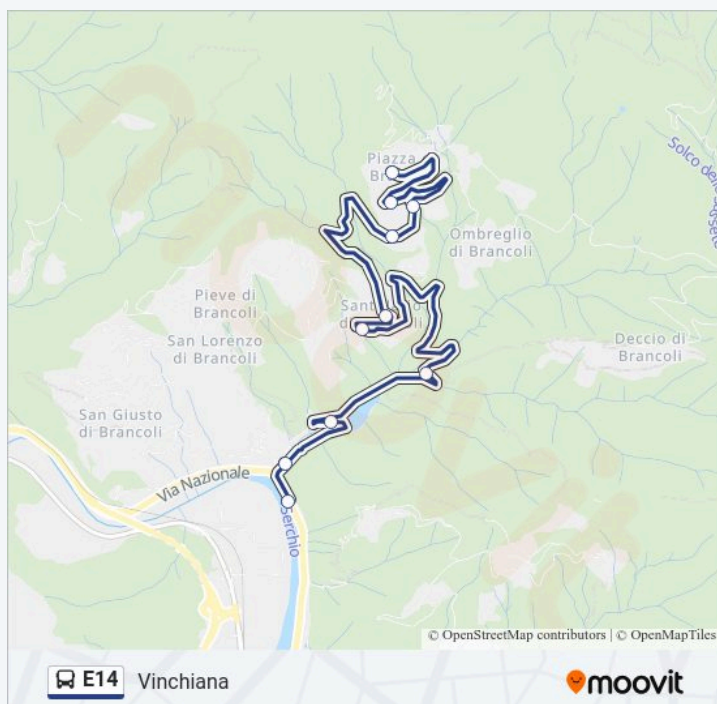 Piazza
Br
Ombreglio
di Brancoli
Solco del
Pieve di
Brancoli
Sant
San Lorenzo
di Brancoli
Deccio di
Brancoli
San Giusto
di Brancoli
Via Nazionale
Serchio
© OpenStreetMap contributors | © OpenMapTiles
E14 Vinchiana
moovit